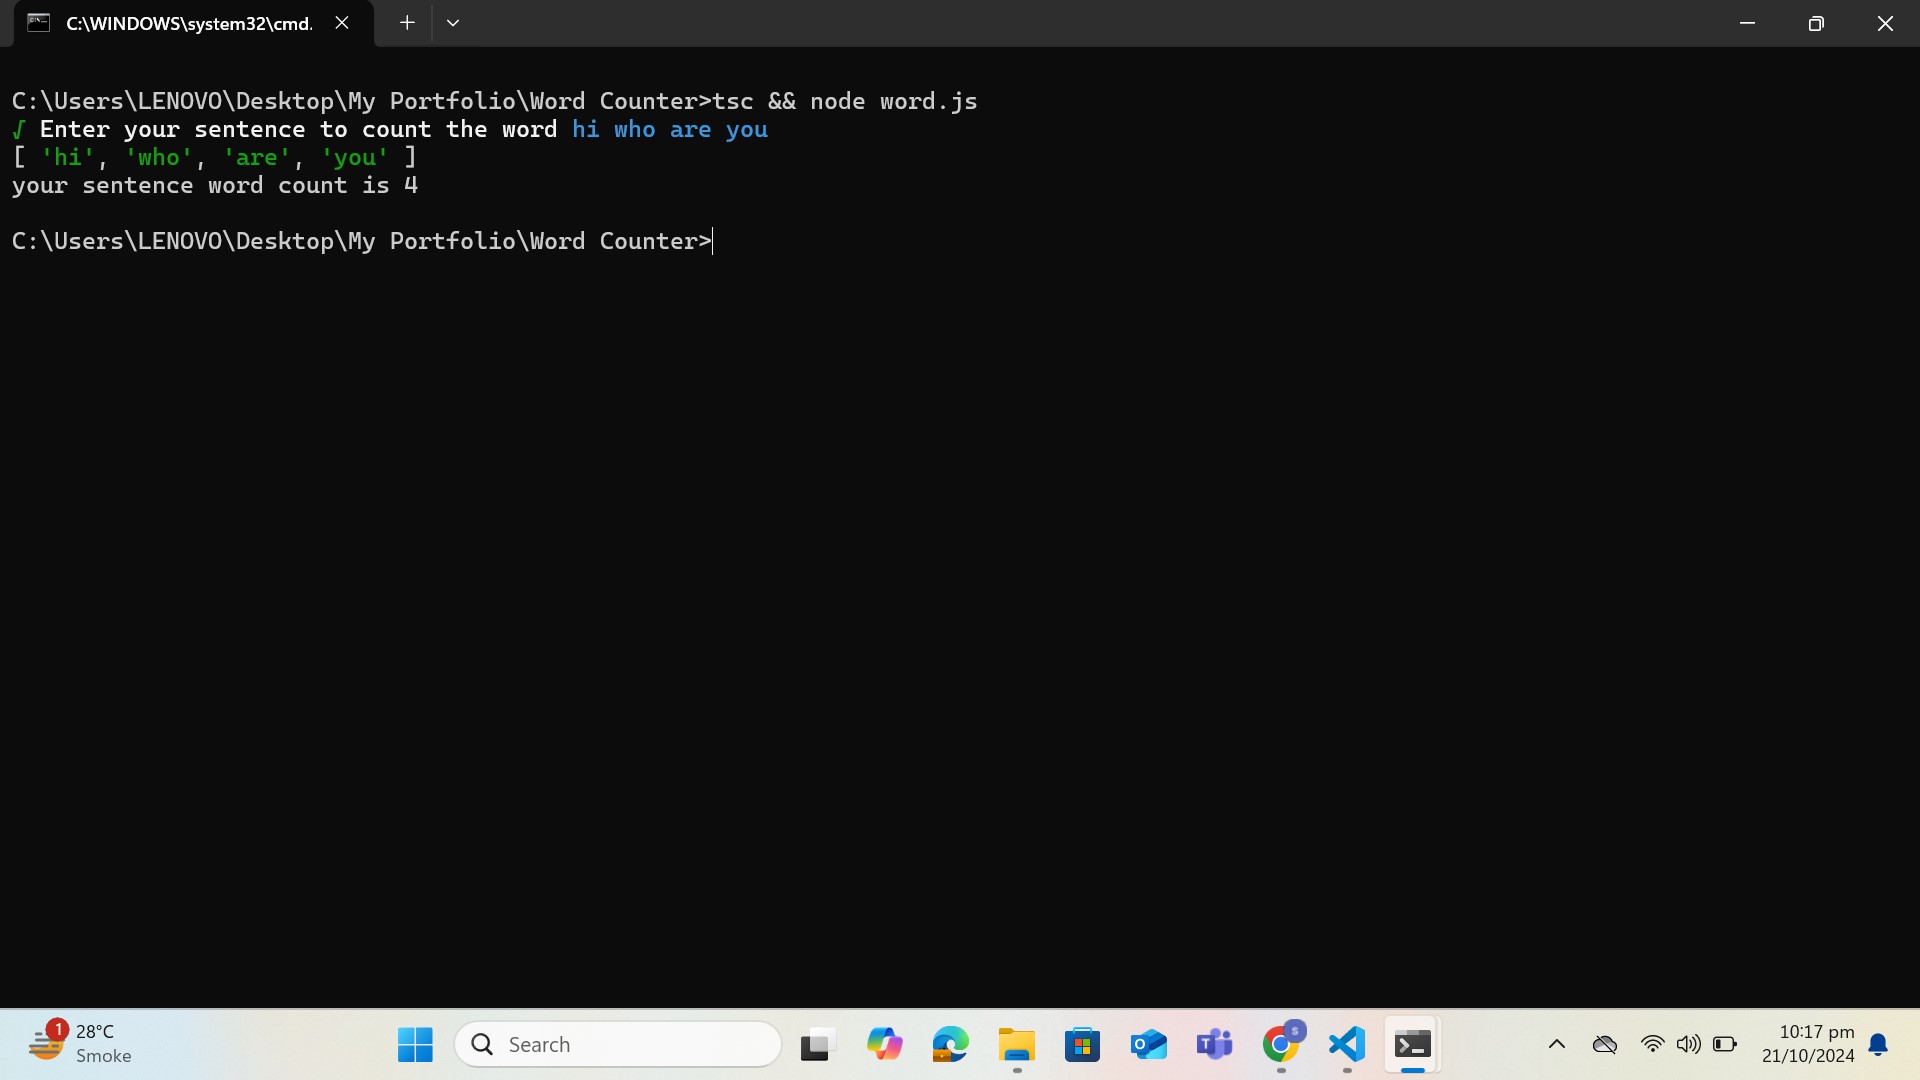 C:\WINDOWS\system32\cmd.
C:\Users\LENOVO\Desktop\My Portfolio\Word Counter>tsc && node word.js
√ Enter your sentence to count the word hi who are you
[ 'hi', 'who', 'are', 'you' ]
your sentence word count is 4
C:\Users\LENOVO\Desktop\My Portfolio\Word Counter>
1
28°C
Smoke
Search
S
10:17 pm
21/10/2024